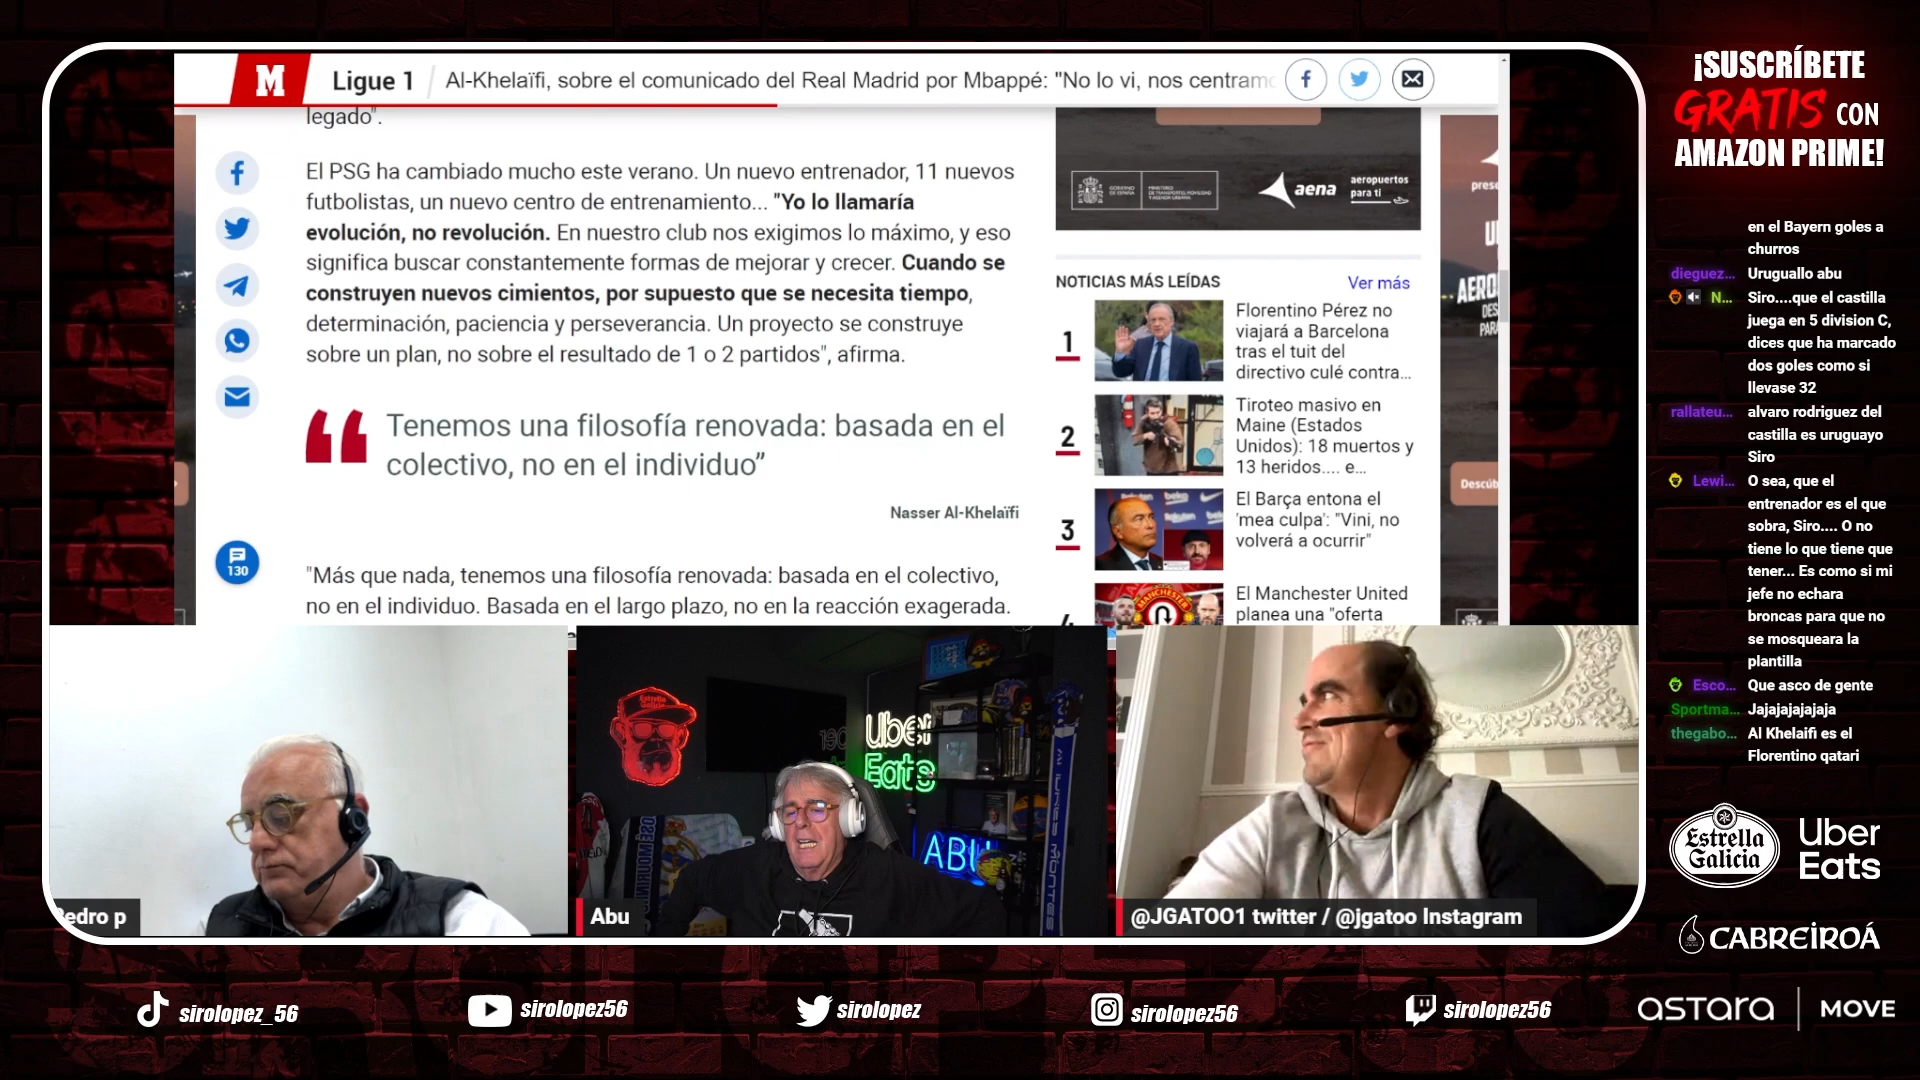 M
Ligue 1
Al-Khelaïfi, sobre el comunicado del Real Madrid por Mbappé: "No lo vi, nos centramo
legado".
El PSG ha cambiado mucho este verano. Un nuevo entrenador, 11 nuevos
futbolistas, un nuevo centro de entrenamiento... "Yo lo llamaría
evolución, no revolución. En nuestro club nos exigimos lo máximo, y eso
significa buscar constantemente formas de mejorar y crecer. Cuando se
construyen nuevos cimientos, por supuesto que se necesita tiempo,
determinación, paciencia y perseverancia. Un proyecto se construye
sobre un plan, no sobre el resultado de 1 o 2 partidos", afirma.
Tenemos una filosofía renovada: basada en el
colectivo, no en el individuo”
Nasser Al-Khelaïfi
130
"Más que nada, tenemos una filosofía renovada: basada en el colectivo,
no en el individuo. Basada en el largo plazo, no en la reacción exagerada.
aena
aeropuertos
para ti
NOTICIAS MÁS LEÍDAS
Ver más
1
Florentino Pérez no
viajará a Barcelona
tras el tuit del
directivo culé contra...
2
Tiroteo masivo en
Maine (Estados
Unidos): 18 muertos y
13 heridos.... e...
3
El Barça entona el
'mea culpa': "Vini, no
volverá a ocurrir"
4
El Manchester United
planea una "oferta
prese
AERO
DES
PARA
Descúb
Estrella
Galicia
Uber
Eats
ABU
Pedro p
Abu
@JGATOO1 twitter / @jgatoo Instagram
¡SUSCRÍBETE
GRATIS CON
AMAZON PRIME!
en el Bayern goles a
churros
dieguez... Uruguallo abu
N... Siro....que el castilla
juega en 5 division C,
dices que ha marcado
dos goles como si
llevase 32
rallateu... alvaro rodriguez del
castilla es uruguayo
Siro
Lewi... O sea, que el
entrenador es el que
sobra, Siro.... O no
tiene lo que tiene que
tener... Es como si mi
jefe no echara
broncas para que no
se mosqueara la
plantilla
Esco... Que asco de gente
Sportma... Jajajajajajaja
thegabo... Al Khelaifi es el
Florentino qatari
Estrella
Galicia
Uber
Eats
CABREIROÁ
sirolopez_56
sirolopez56
sirolopez
sirolopez56
sirolopez56
astara
MOVE